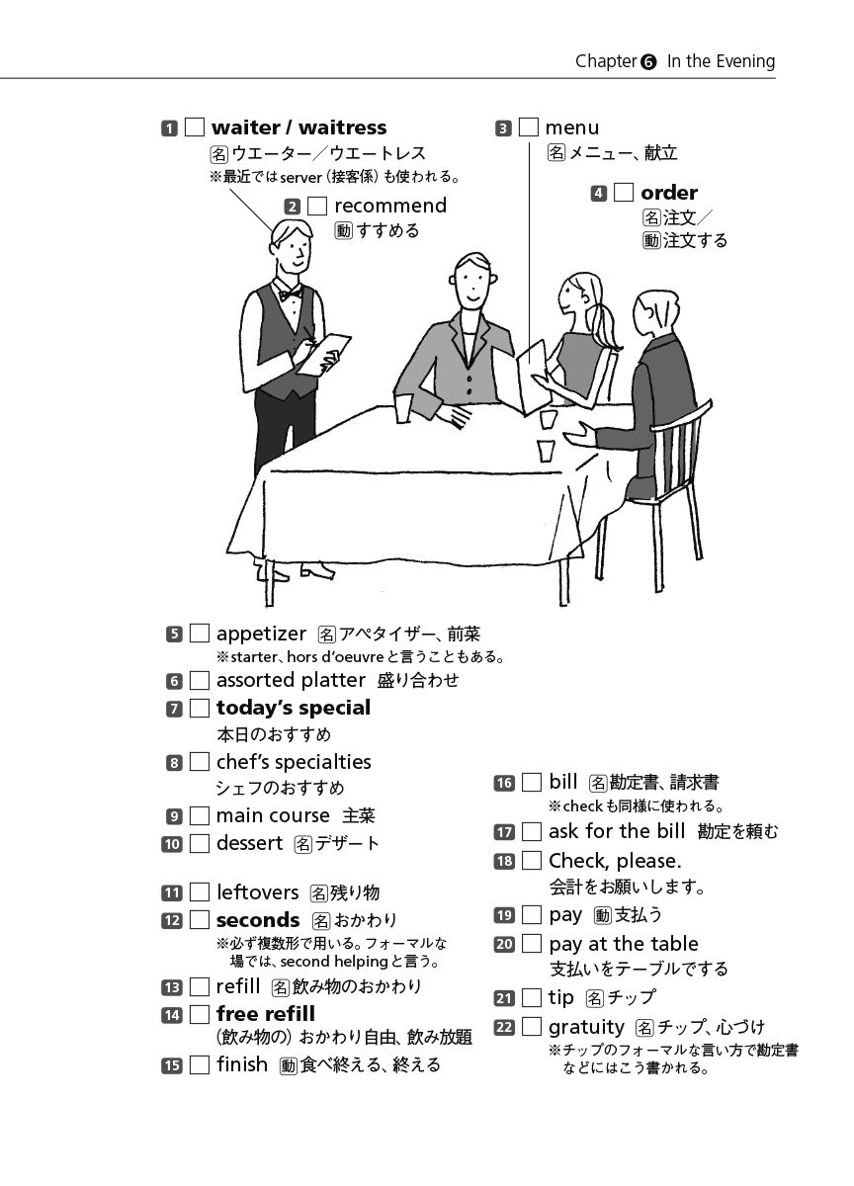 Chapter❻ In the Evening
1 □ waiter / waitress
名ウエーター／ウエートレス
※最近ではserver（接客係）も使われる。
2 □ recommend
動すすめる
3 □ menu
名メニュー、献立
4 □ order
名注文／
動注文する
5 □ appetizer 名アペタイザー、前菜
※starter、hors d'oeuvreと言うこともある。
6 □ assorted platter 盛り合わせ
7 □ today's special
本日のおすすめ
8 □ chef's specialties
シェフのおすすめ
9 □ main course 主菜
10 □ dessert 名デザート
11 □ leftovers 名残り物
12 □ seconds 名おかわり
※必ず複数形で用いる。フォーマルな
場では、second helpingと言う。
13 □ refill 名飲み物のおかわり
14 □ free refill
（飲み物の）おかわり自由、飲み放題
15 □ finish 動食べ終える、終える
16 □ bill 名勘定書、請求書
※checkも同様に使われる。
17 □ ask for the bill 勘定を頼む
18 □ Check, please.
会計をお願いします。
19 □ pay 動支払う
20 □ pay at the table
支払いをテーブルでする
21 □ tip 名チップ
22 □ gratuity 名チップ、心づけ
※チップのフォーマルな言い方で勘定書
などにはこう書かれる。